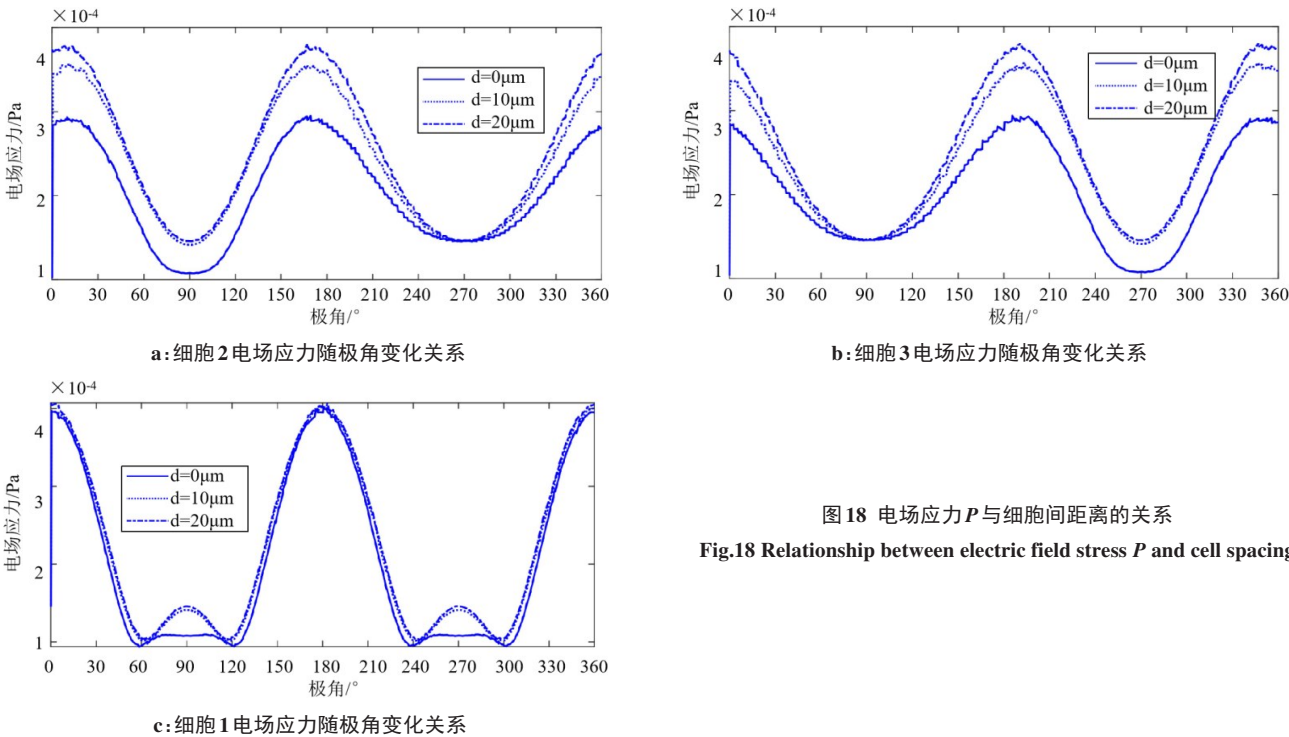 ×10-4
电场应力/Pa
4
3
2
1
d=0μm
d=10μm
d=20μm
0 30 60 90 120 150 180 210 240 270 300 330 360
极角/°
a:细胞2电场应力随极角变化关系
×10-4
电场应力/Pa
4
3
2
1
d=0μm
d=10μm
d=20μm
0 30 60 90 120 150 180 210 240 270 300 330 360
极角/°
b:细胞3电场应力随极角变化关系
×10-4
电场应力/Pa
4
3
2
1
d=0μm
d=10μm
d=20μm
0 30 60 90 120 150 180 210 240 270 300 330 360
极角/°
c:细胞1电场应力随极角变化关系
图18 电场应力P与细胞间距离的关系
Fig.18 Relationship between electric field stress P and cell spacing